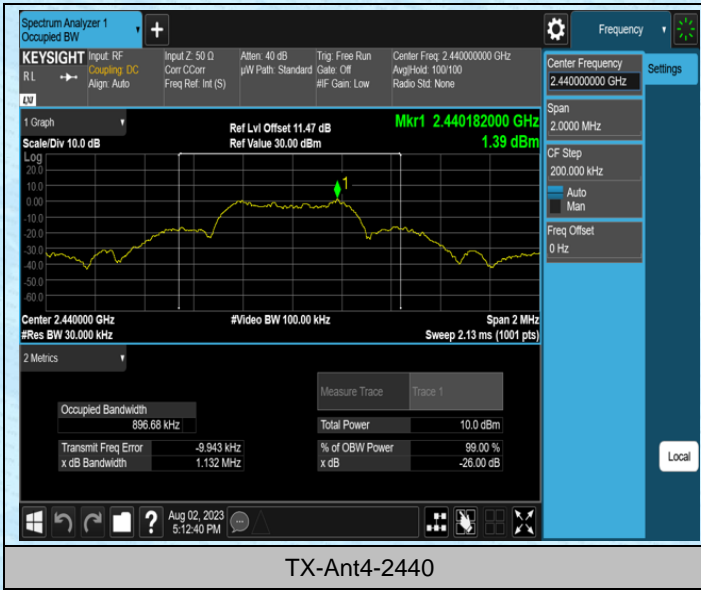 Spectrum Analyzer 1
Occupied BW
Frequency
KEYSIGHT
R L
Input: RF
Coupling: DC
Align: Auto
Input Z: 50 Ω
Corr CCorr
Freq Ref: Int (S)
Atten: 40 dB
µW Path: Standard
Trig: Free Run
Gate: Off
#IF Gain: Low
Center Freq: 2.440000000 GHz
Avg|Hold: 100/100
Radio Std: None
Center Frequency
2.440000000 GHz
Settings
Span
2.0000 MHz
CF Step
200.000 kHz
Auto
Man
Freq Offset
0 Hz
1 Graph
Scale/Div 10.0 dB
Ref Lvl Offset 11.47 dB
Ref Value 30.00 dBm
Mkr1 2.440182000 GHz
1.39 dBm
Log
20.0
10.0
0.00
-10.0
-20.0
-30.0
-40.0
-50.0
-60.0
1
Center 2.440000 GHz
#Res BW 30.000 kHz
#Video BW 100.00 kHz
Span 2 MHz
Sweep 2.13 ms (1001 pts)
2 Metrics
Measure Trace
Trace 1
Occupied Bandwidth
896.68 kHz
Total Power
10.0 dBm
Transmit Freq Error
-9.943 kHz
% of OBW Power
99.00 %
x dB Bandwidth
1.132 MHz
x dB
-26.00 dB
Local
?
Aug 02, 2023
5:12:40 PM
TX-Ant4-2440